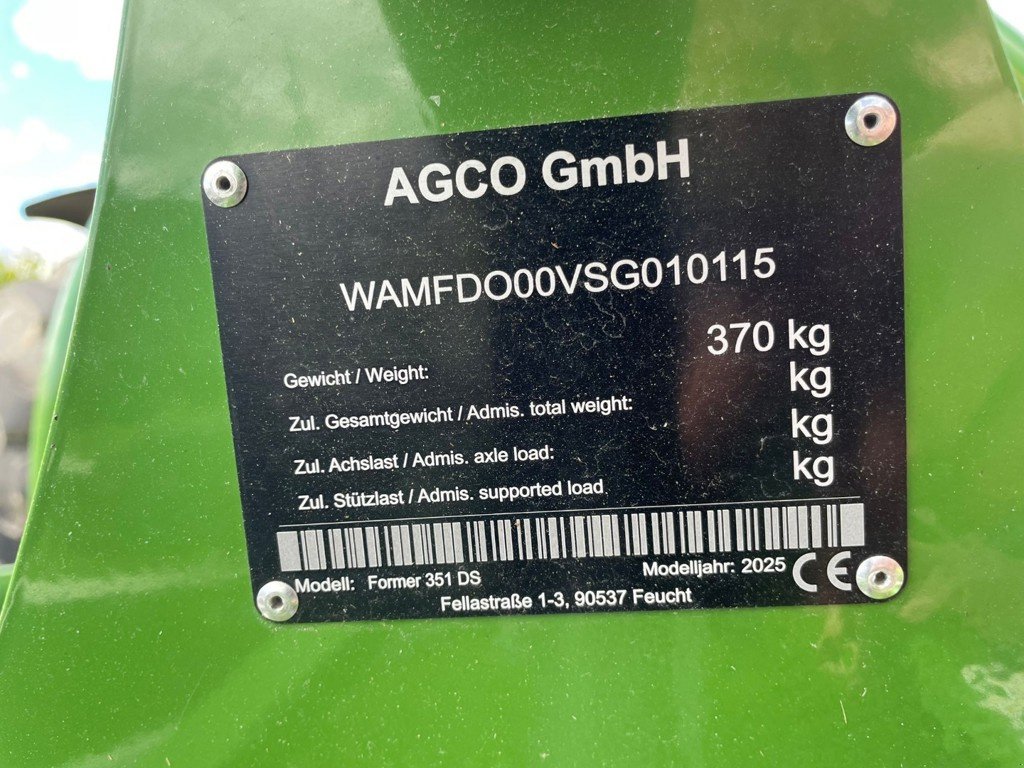 AGCO GmbH
WAMFDO00VSG010115
Gewicht / Weight: 370 kg
Zul. Gesamtgewicht / Admis. total weight: kg
Zul. Achslast / Admis. axle load: kg
Zul. Stützlast / Admis. supported load kg
Modell: Former 351 DS Modelljahr: 2025 CE
Fellastraße 1-3, 90537 Feucht